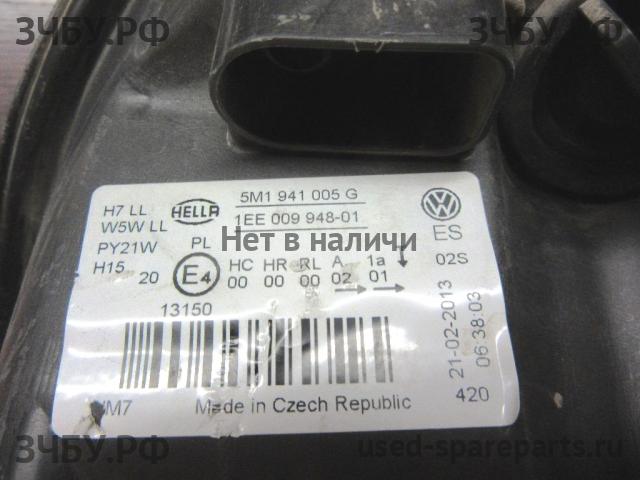 ЗЧБУ.РФ
ЗЧБУ.РФ
H7 LL
W5W LL
PY21W
H15
HELLA
PL
20
E4
13150
5M1 941 005 G
1EE 009 948-01
Нет в наличии
HC HR RL A 1a
00 00 00 02 01
ES
02S
21-02-2013
06:38:03
420
Made in Czech Republic
ЗЧБУ.РФ
used-spareparts.ru